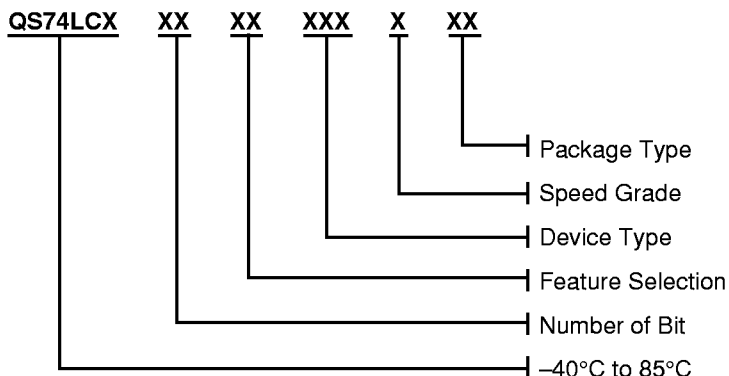 QS74LCX XX XX XXX X XX
Package Type
Speed Grade
Device Type
Feature Selection
Number of Bit
–40°C to 85°C